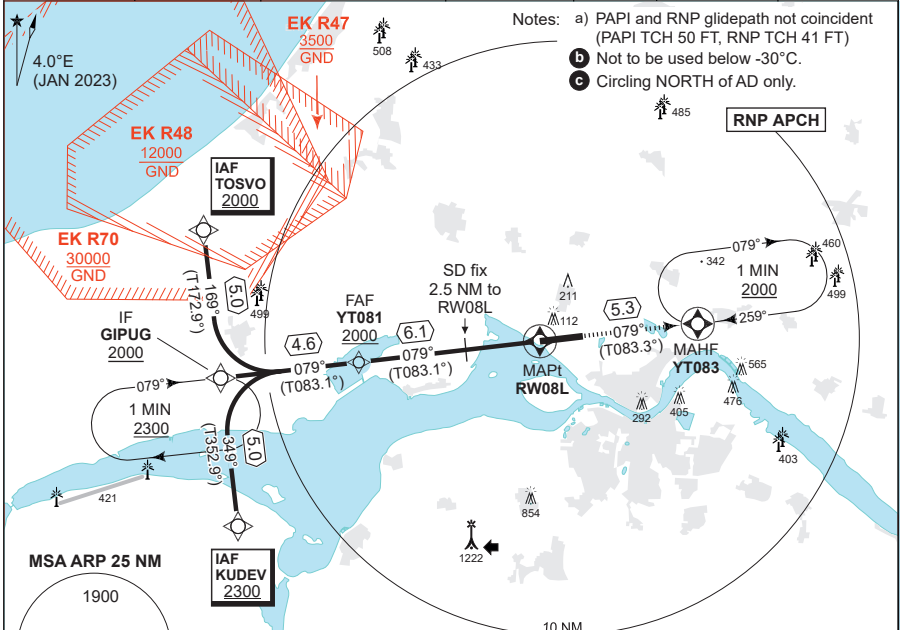 EK R47
3500
GND
Notes: a) PAPI and RNP glidepath not coincident
(PAPI TCH 50 FT, RNP TCH 41 FT)
b Not to be used below -30°C.
c Circling NORTH of AD only.
4.0°E
(JAN 2023)
508
433
485
RNP APCH
EK R48
12000
GND
IAF
TOSVO
2000
EK R70
30000
GND
169°
(T172.9°)
5.0
499
SD fix
2.5 NM to
RW08L
211
112
079°
342
1 MIN
2000
259°
460
499
IF
GIPUG
2000
FAF
YT081
2000
4.6
079°
(T083.1°)
6.1
079°
(T083.1°)
5.3
079°
(T083.3°)
MAPt
RW08L
MAHF
YT083
079°
1 MIN
2300
349°
(T352.9°)
5.0
565
476
405
292
403
421
854
1222
IAF
KUDEV
2300
MSA ARP 25 NM
1900
10 NM